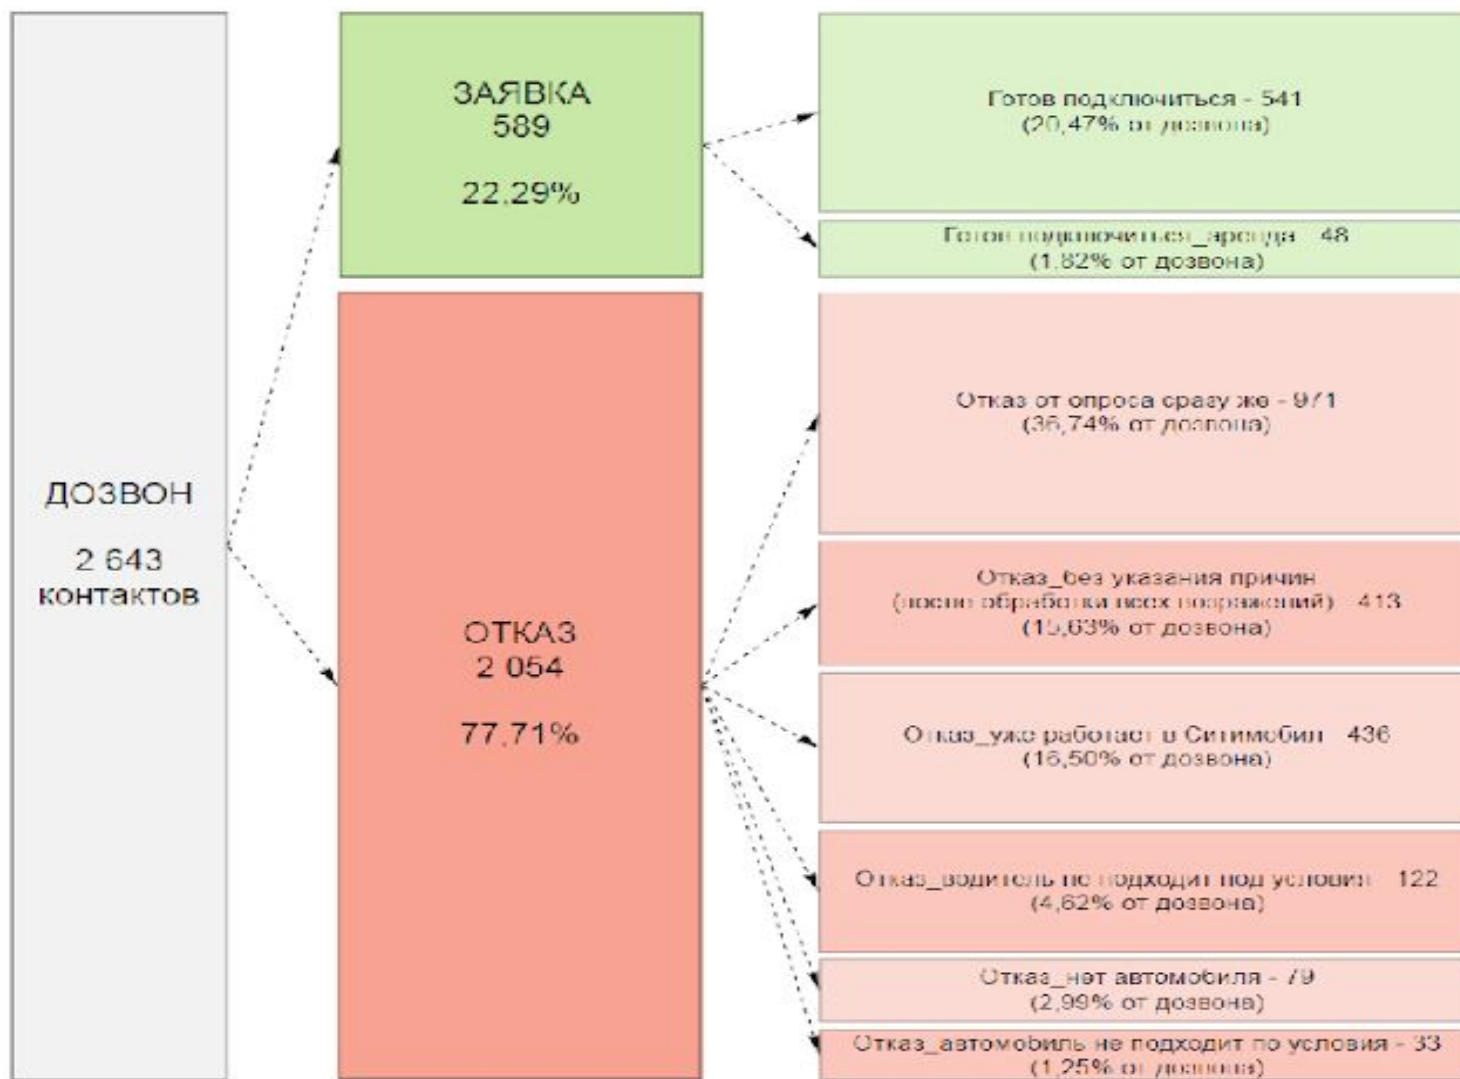 ДОЗВОН
2 643
контактов
ЗАЯВКА
589
22,29%
ОТКАЗ
2 054
77,71%
Готов подключиться - 541
(20,47% от дозвона)
Готов подключиться_аренда - 48
(1,82% от дозвона)
Отказ от опроса сразу же - 971
(36,74% от дозвона)
Отказ_без указания причин
(после обработки всех возражений) - 413
(15,63% от дозвона)
Отказ_уже работает в Ситимобил - 436
(16,50% от дозвона)
Отказ_водитель не подходит под условия - 122
(4,62% от дозвона)
Отказ_нет автомобиля - 79
(2,99% от дозвона)
Отказ_автомобиль не подходит по условия - 33
(1,25% от дозвона)